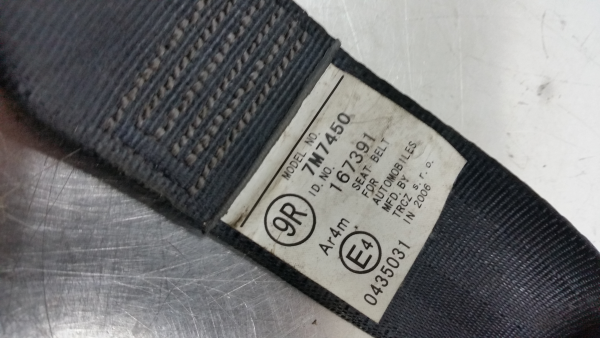 MODEL NO.
7M7450
ID. NO.
167391
SEAT BELT
FOR
AUTOMOBILES
MFD. BY
TRCZ s.r.o.
IN 2006
9R
Ar4m
E4*
0435031